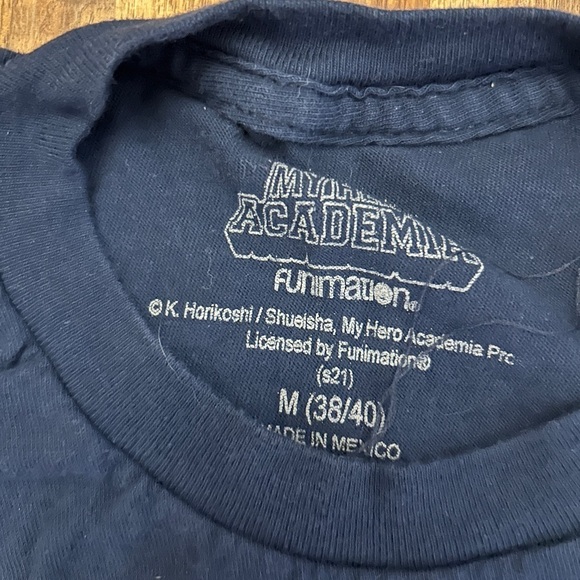 MY HERO
ACADEMIA
FUNimation®
© K. Horikoshi / Shueisha, My Hero Academia Pro
Licensed by Funimation®
(s21)
M (38/40)
MADE IN MEXICO